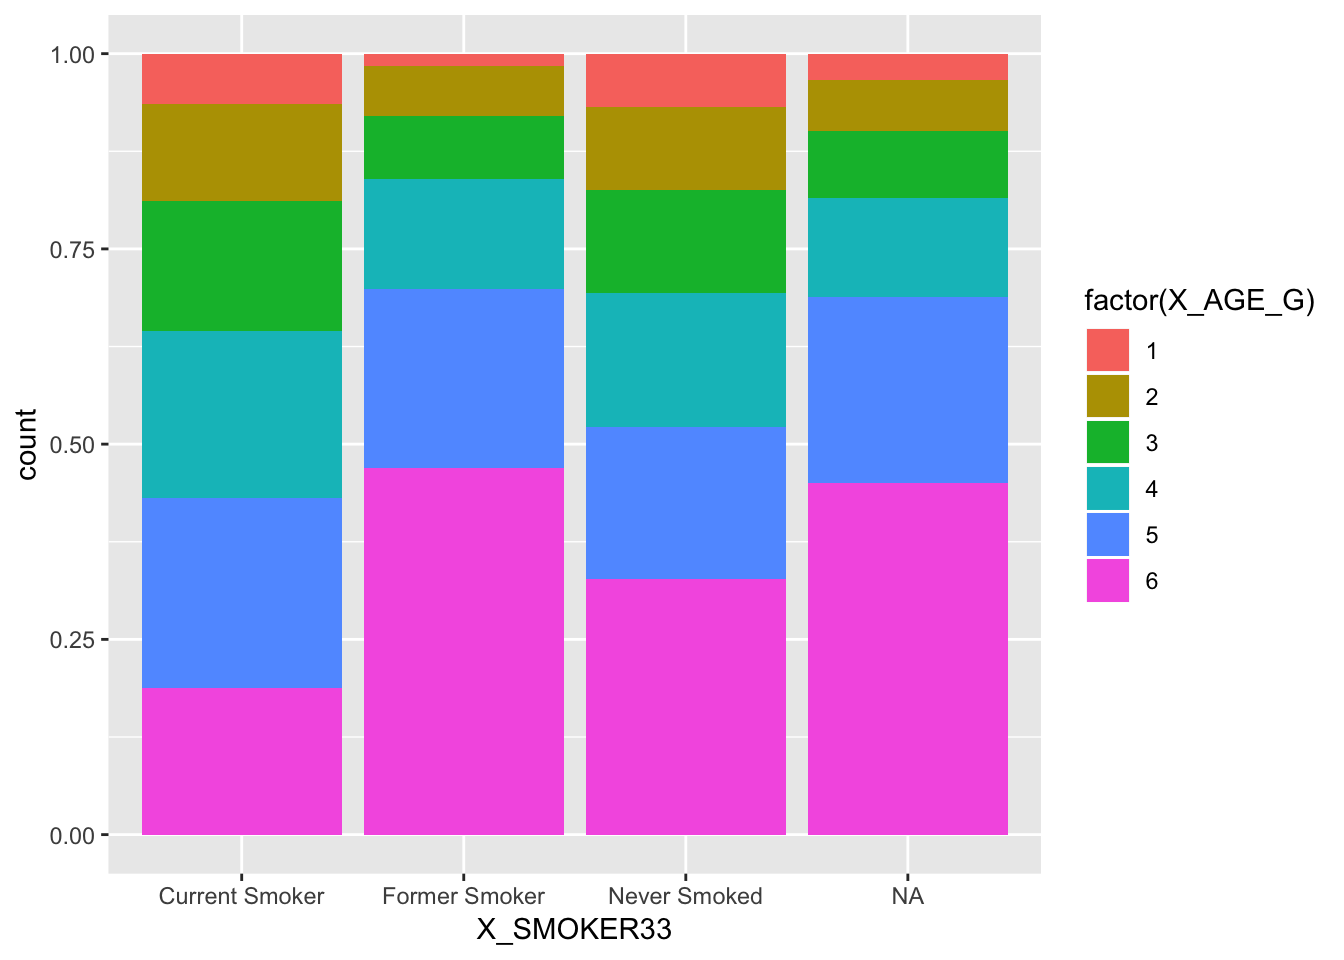 1.00
0.75
0.50
0.25
0.00
count
Current Smoker
Former Smoker
Never Smoked
NA
X_SMOKER33
factor(X_AGE_G)
1
2
3
4
5
6